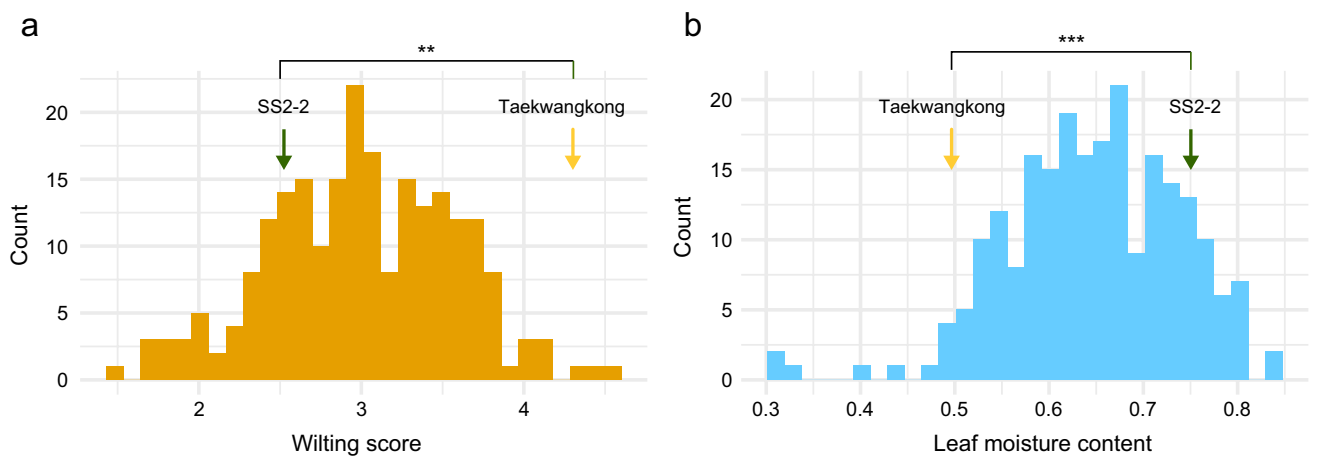 a
**
SS2-2
Taekwangkong
20
15
10
5
0
Count
2 3 4
Wilting score
b
***
Taekwangkong
SS2-2
20
15
10
5
0
Count
0.3 0.4 0.5 0.6 0.7 0.8
Leaf moisture content